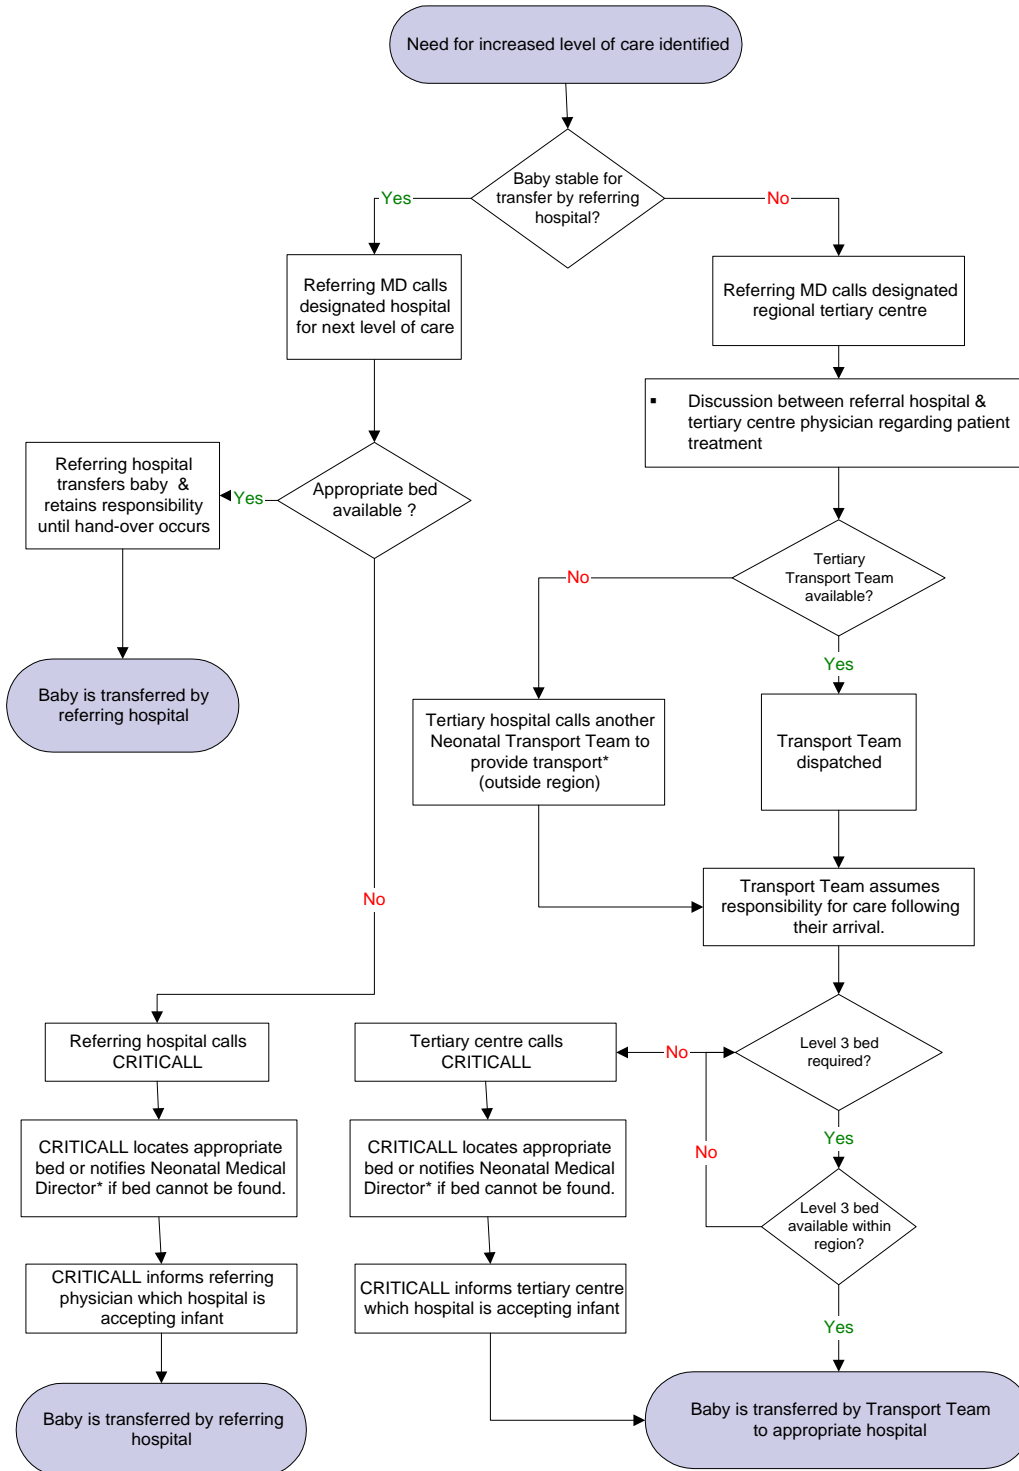 Need for increased level of care identified
Baby stable for
transfer by referring
hospital?
Yes
No
Referring MD calls
designated hospital
for next level of care
Referring MD calls designated
regional tertiary centre
▪ Discussion between referral hospital &
tertiary centre physician regarding patient
treatment
Referring hospital
transfers baby &
retains responsibility
until hand-over occurs
Yes
Appropriate bed
available ?
Tertiary
Transport Team
available?
No
Yes
Baby is transferred by
referring hospital
Tertiary hospital calls another
Neonatal Transport Team to
provide transport*
(outside region)
Transport Team
dispatched
No
Transport Team assumes
responsibility for care following
their arrival.
Referring hospital calls
CRITICALL
Tertiary centre calls
CRITICALL
No
Level 3 bed
required?
Yes
No
CRITICALL locates appropriate
bed or notifies Neonatal Medical
Director* if bed cannot be found.
CRITICALL locates appropriate
bed or notifies Neonatal Medical
Director* if bed cannot be found.
Level 3 bed
available within
region?
CRITICALL informs referring
physician which hospital is
accepting infant
CRITICALL informs tertiary centre
which hospital is accepting infant
Yes
Baby is transferred by referring
hospital
Baby is transferred by Transport Team
to appropriate hospital